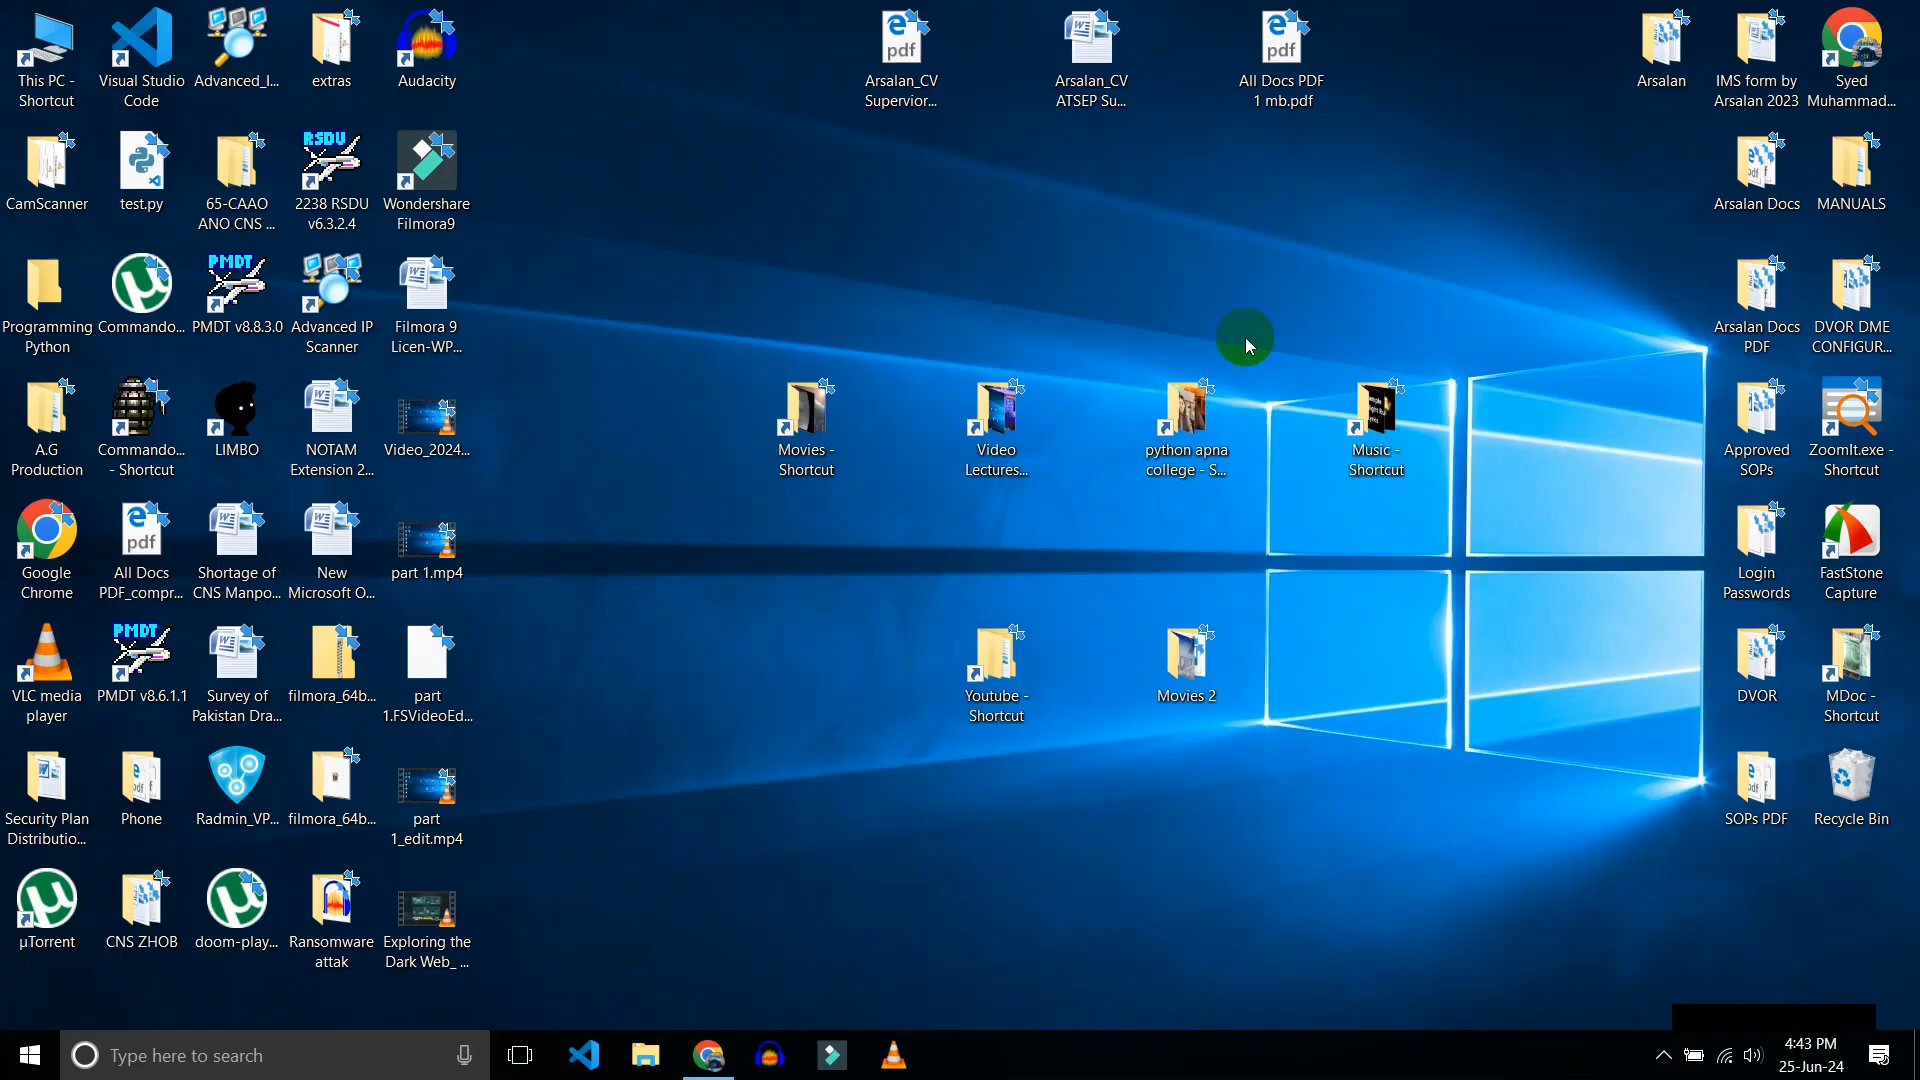 This PC -
Shortcut
Visual Studio
Code
Advanced_I...
extras
Audacity
Arsalan_CV
Supervior...
Arsalan_CV
ATSEP Su...
All Docs PDF
1 mb.pdf
Arsalan
IMS form by
Arsalan 2023
Syed
Muhammad...
CamScanner
test.py
65-CAAO
ANO CNS ...
2238 RSDU
v6.3.2.4
Wondershare
Filmora9
Arsalan Docs
MANUALS
Programming
Python
Commando...
PMDT v8.8.3.0
Advanced IP
Scanner
Filmora 9
Licen-WP...
Arsalan Docs
PDF
DVOR DME
CONFIGUR...
A.G
Production
Commando...
- Shortcut
LIMBO
NOTAM
Extension 2...
Video_2024...
Movies -
Shortcut
Video
Lectures...
python apna
college - S...
Music -
Shortcut
Approved
SOPs
ZoomIt.exe -
Shortcut
Google
Chrome
All Docs
PDF_compr...
Shortage of
CNS Manpo...
New
Microsoft O...
part 1.mp4
Login
Passwords
FastStone
Capture
VLC media
player
PMDT v8.6.1.1
Survey of
Pakistan Dra...
filmora_64b...
part
1.FSVideoEd...
Youtube -
Shortcut
Movies 2
DVOR
MDoc -
Shortcut
Security Plan
Distributio...
Phone
Radmin_VP...
filmora_64b...
part
1_edit.mp4
SOPs PDF
Recycle Bin
µTorrent
CNS ZHOB
doom-play...
Ransomware
attak
Exploring the
Dark Web_ ...
Type here to search
4:43 PM
25-Jun-24